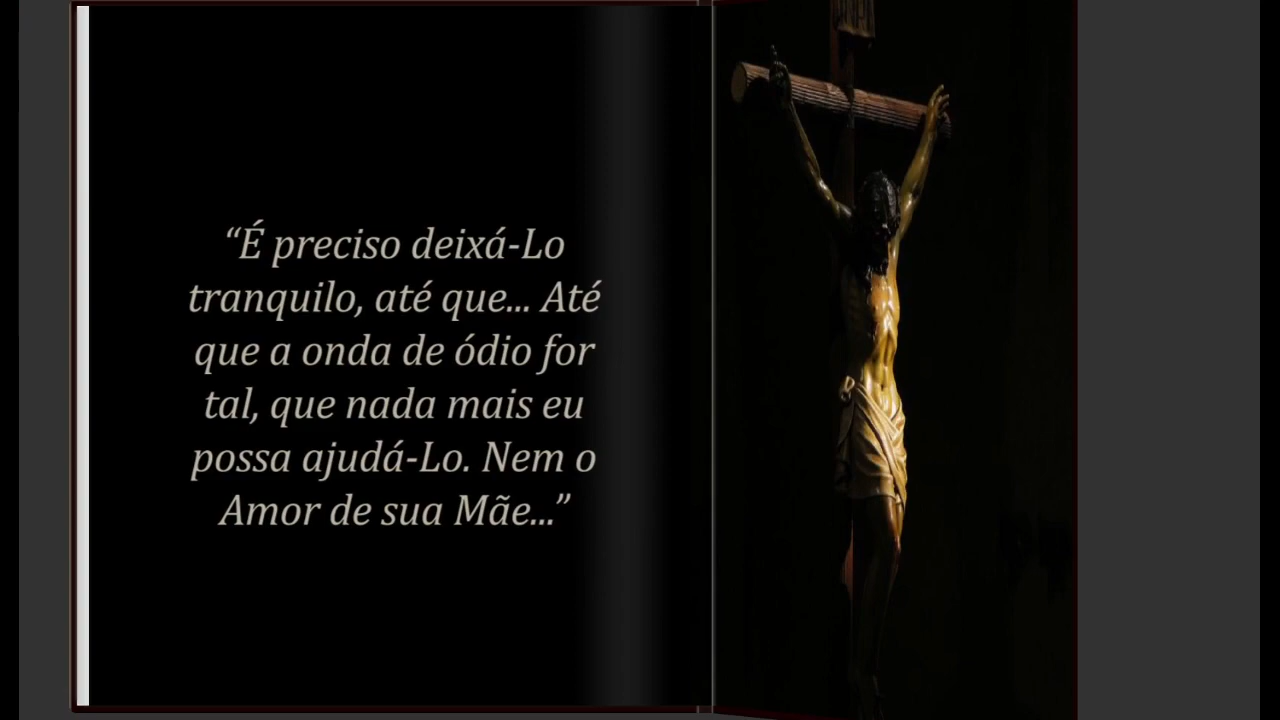 “É preciso deixá-Lo
tranquilo, até que... Até
que a onda de ódio for
tal, que nada mais eu
possa ajudá-Lo. Nem o
Amor de sua Mãe...”